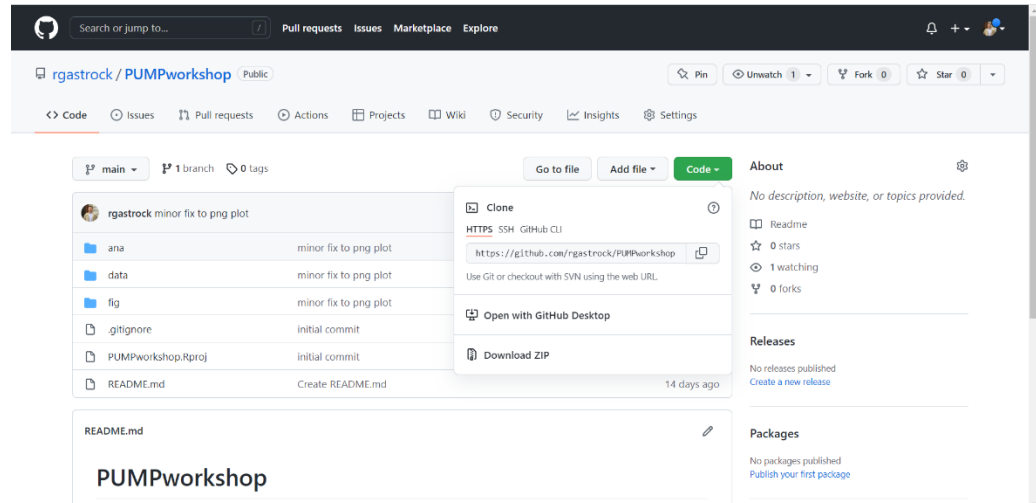 Search or jump to... /
Pull requests Issues Marketplace Explore
rgastrock / PUMPworkshop Public
Pin Unwatch 1 Fork 0 Star 0
<> Code Issues Pull requests Actions Projects Wiki Security Insights Settings
main 1 branch 0 tags
Go to file Add file Code
rgastrock minor fix to png plot
ana minor fix to png plot
data minor fix to png plot
fig minor fix to png plot
.gitignore initial commit
PUMPworkshop.Rproj initial commit
README.md Create README.md 14 days ago
Clone
HTTPS SSH GitHub CLI
https://github.com/rgastrock/PUMPworkshop
Use Git or checkout with SVN using the web URL.
Open with GitHub Desktop
Download ZIP
README.md
PUMPworkshop
About
No description, website, or topics provided.
Readme
0 stars
1 watching
0 forks
Releases
No releases published
Create a new release
Packages
No packages published
Publish your first package